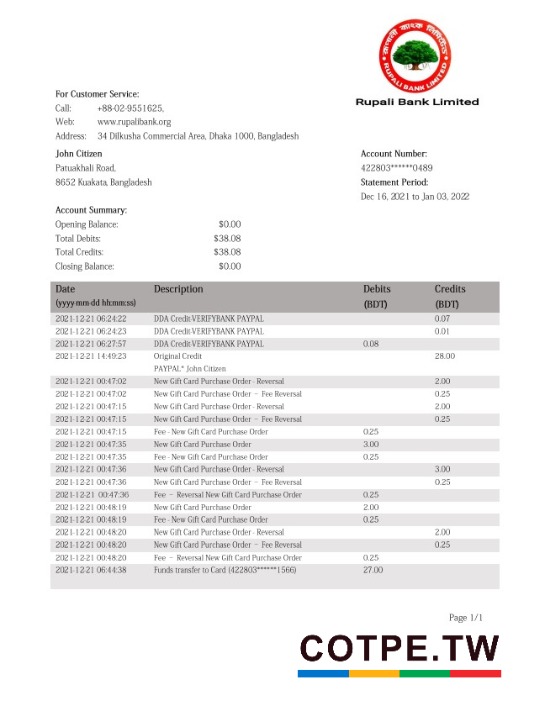 রূপালী ব্যাংক লিমিটেড
RUPALI BANK LIMITED
Rupali Bank Limited
For Customer Service:
Call: +88-02-9551625,
Web: www.rupalibank.org
Address: 34 Dilkusha Commercial Area, Dhaka 1000, Bangladesh
John Citizen Account Number:
Patuakhali Road, 422803******0489
8652 Kuakata, Bangladesh Statement Period:
Dec 16, 2021 to Jan 03, 2022
Account Summary:
Opening Balance: $0.00
Total Debits: $38.08
Total Credits: $38.08
Closing Balance: $0.00
Date Description Debits Credits
(yyyy-mm-dd hh:mm:ss) (BDT) (BDT)
2021-12-21 06:24:22 DDA Credit-VERIFYBANK PAYPAL 0.07
2021-12-21 06:24:23 DDA Credit-VERIFYBANK PAYPAL 0.01
2021-12-21 06:27:57 DDA Credit-VERIFYBANK PAYPAL 0.08
2021-12-21 14:49:23 Original Credit 28.00
PAYPAL* John Citizen
2021-12-21 00:47:02 New Gift Card Purchase Order - Reversal 2.00
2021-12-21 00:47:02 New Gift Card Purchase Order – Fee Reversal 0.25
2021-12-21 00:47:15 New Gift Card Purchase Order - Reversal 2.00
2021-12-21 00:47:15 New Gift Card Purchase Order – Fee Reversal 0.25
2021-12-21 00:47:15 Fee - New Gift Card Purchase Order 0.25
2021-12-21 00:47:35 New Gift Card Purchase Order 3.00
2021-12-21 00:47:35 Fee - New Gift Card Purchase Order 0.25
2021-12-21 00:47:36 New Gift Card Purchase Order - Reversal 3.00
2021-12-21 00:47:36 New Gift Card Purchase Order – Fee Reversal 0.25
2021-12-21 00:47:36 Fee – Reversal New Gift Card Purchase Order 0.25
2021-12-21 00:48:19 New Gift Card Purchase Order 2.00
2021-12-21 00:48:19 Fee - New Gift Card Purchase Order 0.25
2021-12-21 00:48:20 New Gift Card Purchase Order - Reversal 2.00
2021-12-21 00:48:20 New Gift Card Purchase Order – Fee Reversal 0.25
2021-12-21 00:48:20 Fee – Reversal New Gift Card Purchase Order 0.25
2021-12-21 06:44:38 Funds transfer to Card (422803******1566) 27.00
Page 1/1
COTPE.TW